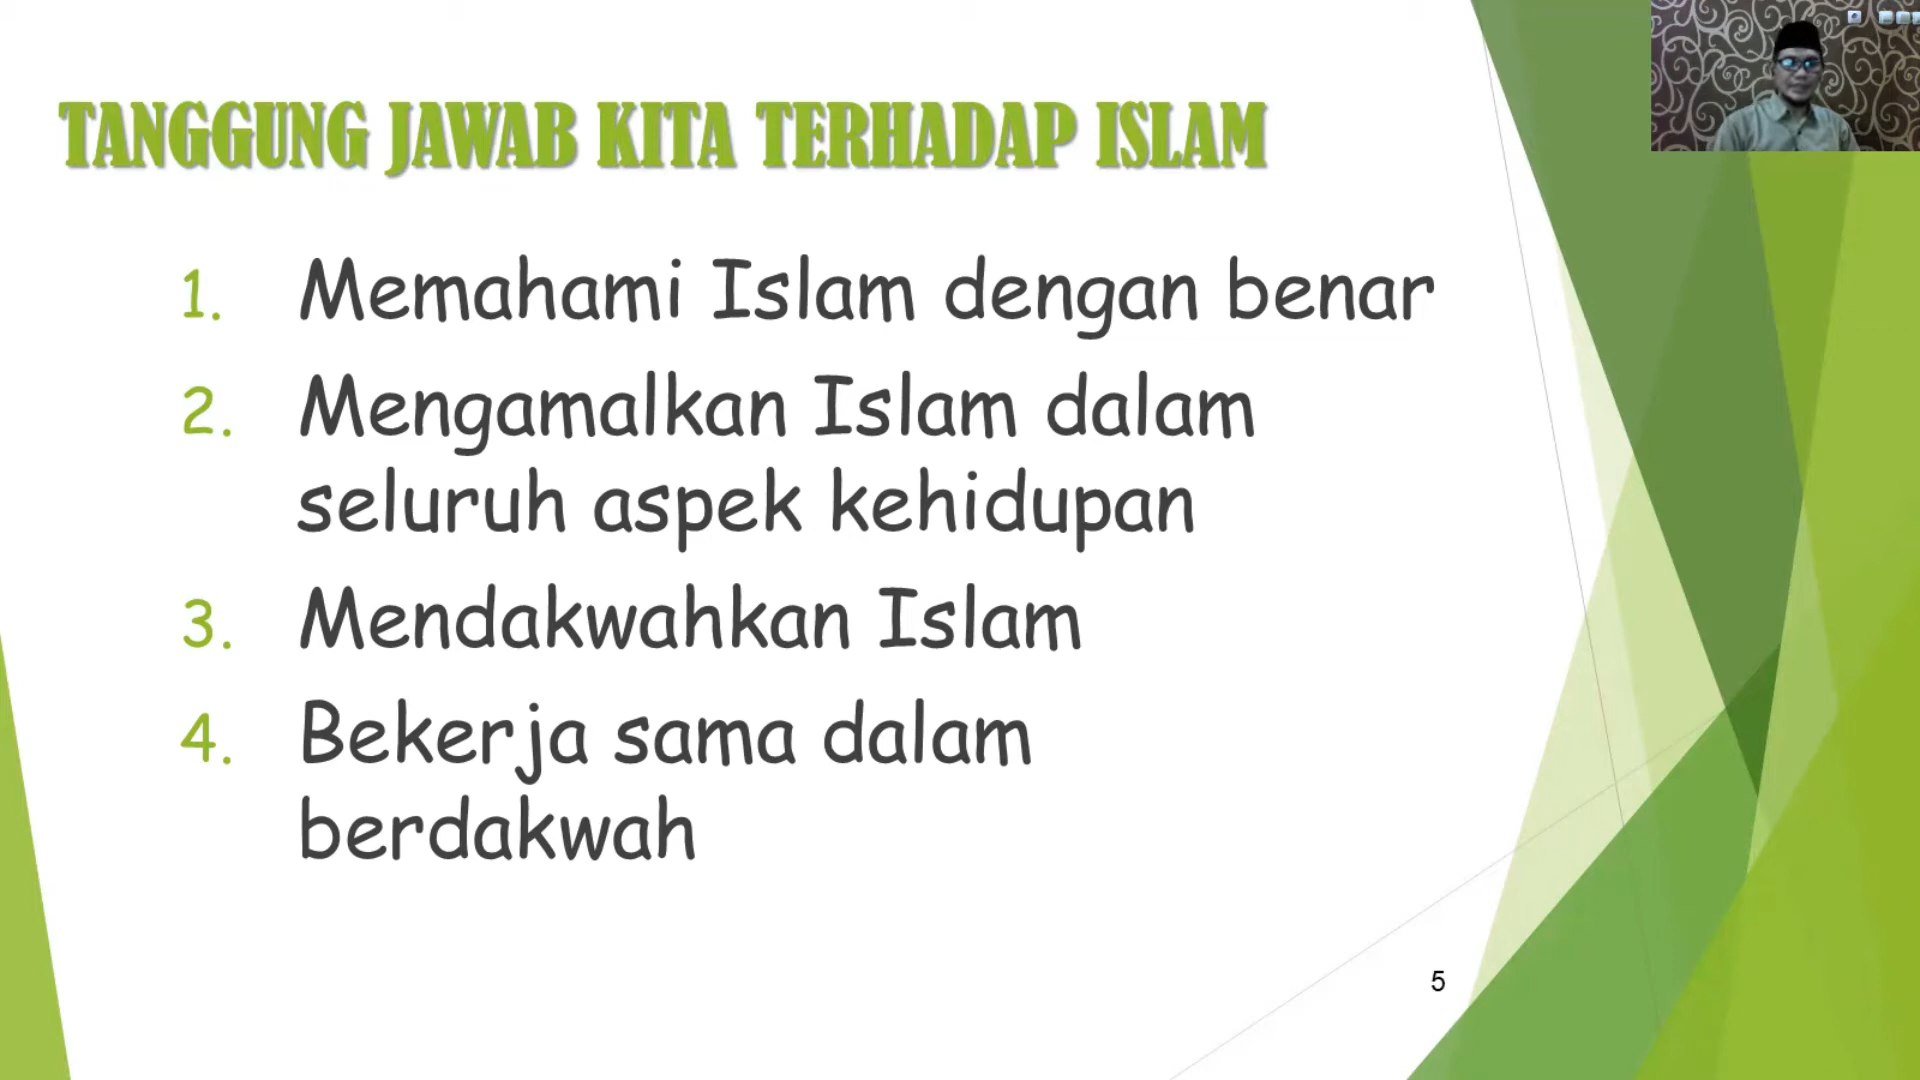 TANGGUNG JAWAB KITA TERHADAP ISLAM
1. Memahami Islam dengan benar
2. Mengamalkan Islam dalam
seluruh aspek kehidupan
3. Mendakwahkan Islam
4. Bekerja sama dalam
berdakwah
5